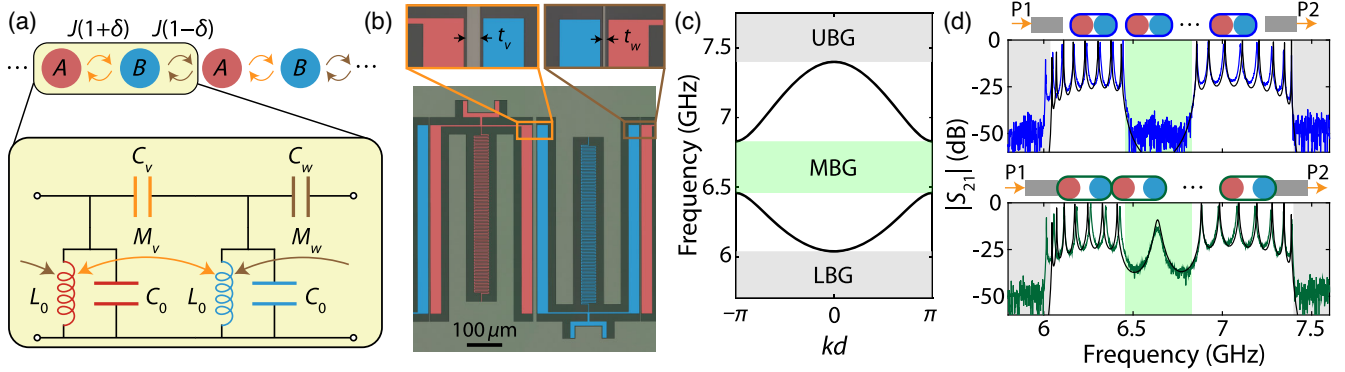 (a)
J(1+δ) J(1−δ)
··· A B A B ···
C_v C_w
M_v M_w
L_0 C_0 L_0 C_0
(b)
t_v t_w
100 μm
(c)
Frequency (GHz)
7.5
7
6.5
6
UBG
MBG
LBG
−π 0 π
kd
(d)
P1 ··· P2
|S_21| (dB)
0
-25
-50
P1 ··· P2
0
-25
-50
6 6.5 7 7.5
Frequency (GHz)